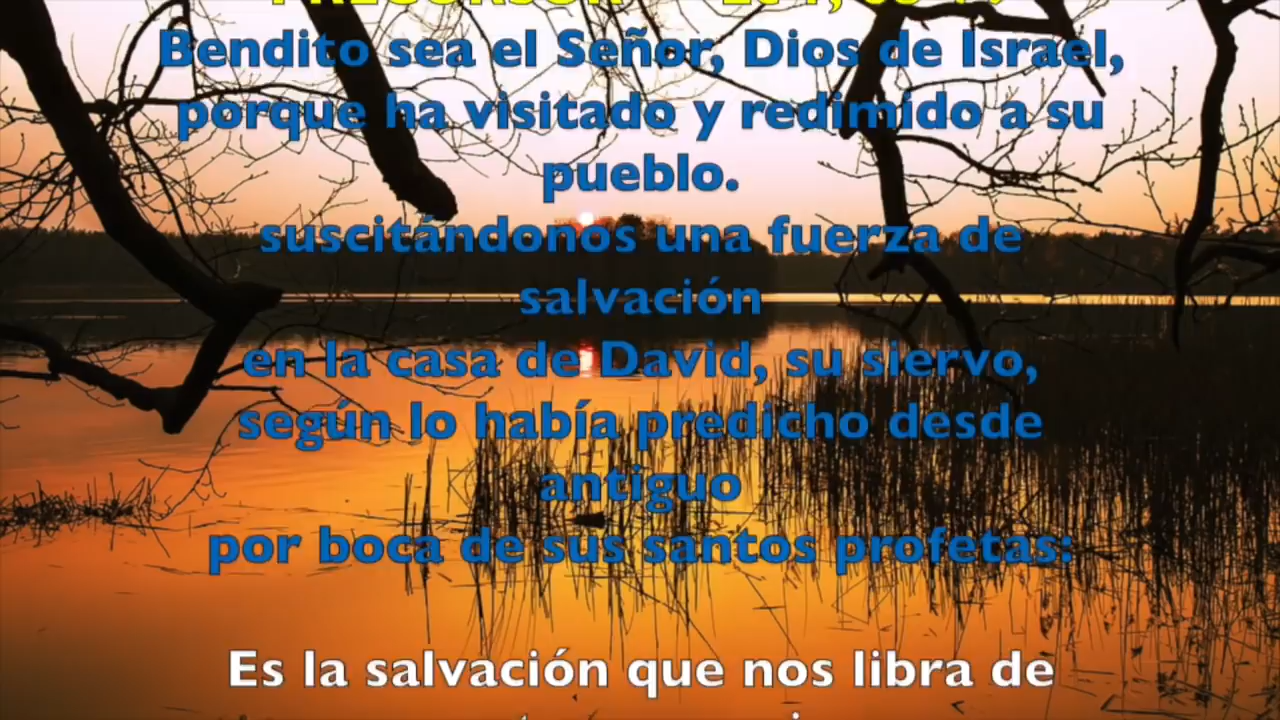 PRECURSOR
Bendito sea el Señor, Dios de Israel,
porque ha visitado y redimido a su
pueblo.
suscitándonos una fuerza de
salvación
en la casa de David, su siervo,
según lo había predicho desde
antiguo
por boca de sus santos profetas:
Es la salvación que nos libra de